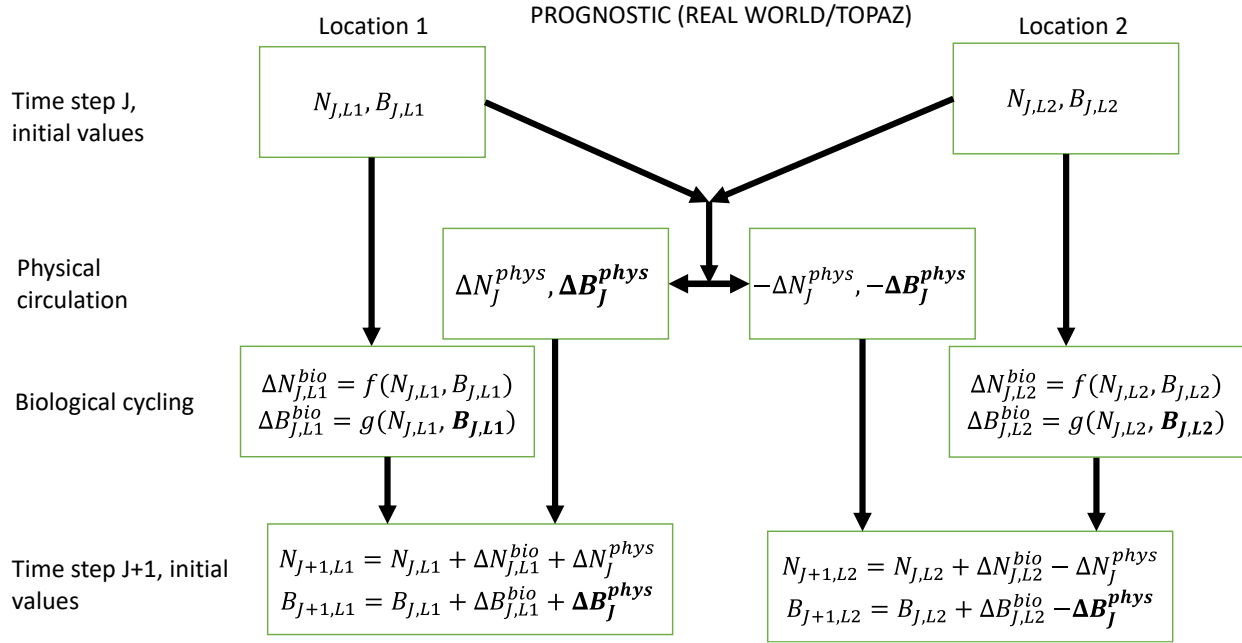 PROGNOSTIC (REAL WORLD/TOPAZ)
Location 1
Location 2
Time step J,
initial values
N_{J,L1}, B_{J,L1}
N_{J,L2}, B_{J,L2}
Physical
circulation
ΔN_J^{phys}, ΔB_J^{phys}
−ΔN_J^{phys}, −ΔB_J^{phys}
Biological cycling
ΔN_{J,L1}^{bio} = f(N_{J,L1}, B_{J,L1})
ΔB_{J,L1}^{bio} = g(N_{J,L1}, B_{J,L1})
ΔN_{J,L2}^{bio} = f(N_{J,L2}, B_{J,L2})
ΔB_{J,L2}^{bio} = g(N_{J,L2}, B_{J,L2})
Time step J+1, initial
values
N_{J+1,L1} = N_{J,L1} + ΔN_{J,L1}^{bio} + ΔN_J^{phys}
B_{J+1,L1} = B_{J,L1} + ΔB_{J,L1}^{bio} + ΔB_J^{phys}
N_{J+1,L2} = N_{J,L2} + ΔN_{J,L2}^{bio} − ΔN_J^{phys}
B_{J+1,L2} = B_{J,L2} + ΔB_{J,L2}^{bio} −ΔB_J^{phys}